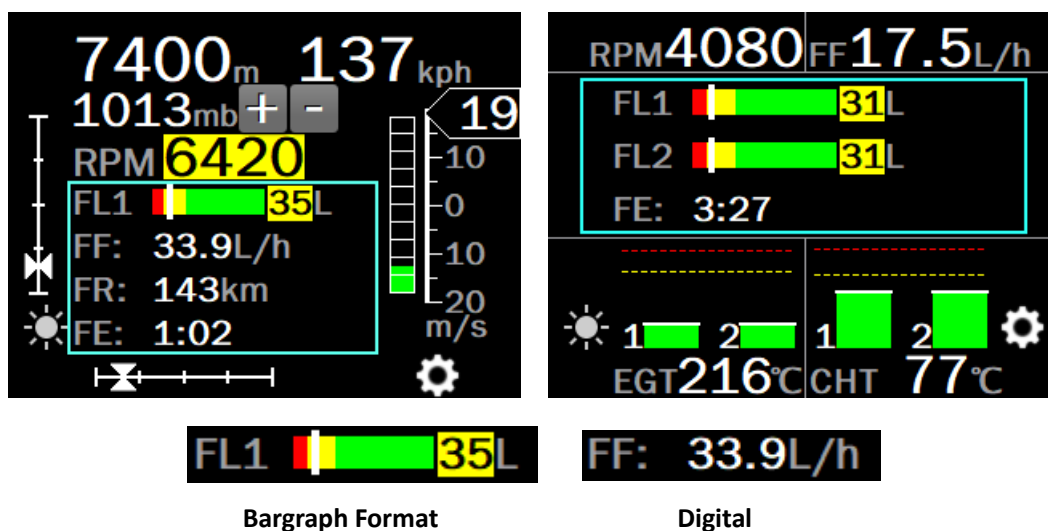 7400m 137kph
1013mb + -
19
RPM 6420
10
FL1 35L
0
FF: 33.9L/h
10
FR: 143km
20
FE: 1:02
m/s
RPM4080 FF17.5L/h
FL1 31L
FL2 31L
FE: 3:27
1 2 1 2
EGT216℃ CHT 77℃
FL1 35L FF: 33.9L/h
Bargraph Format Digital